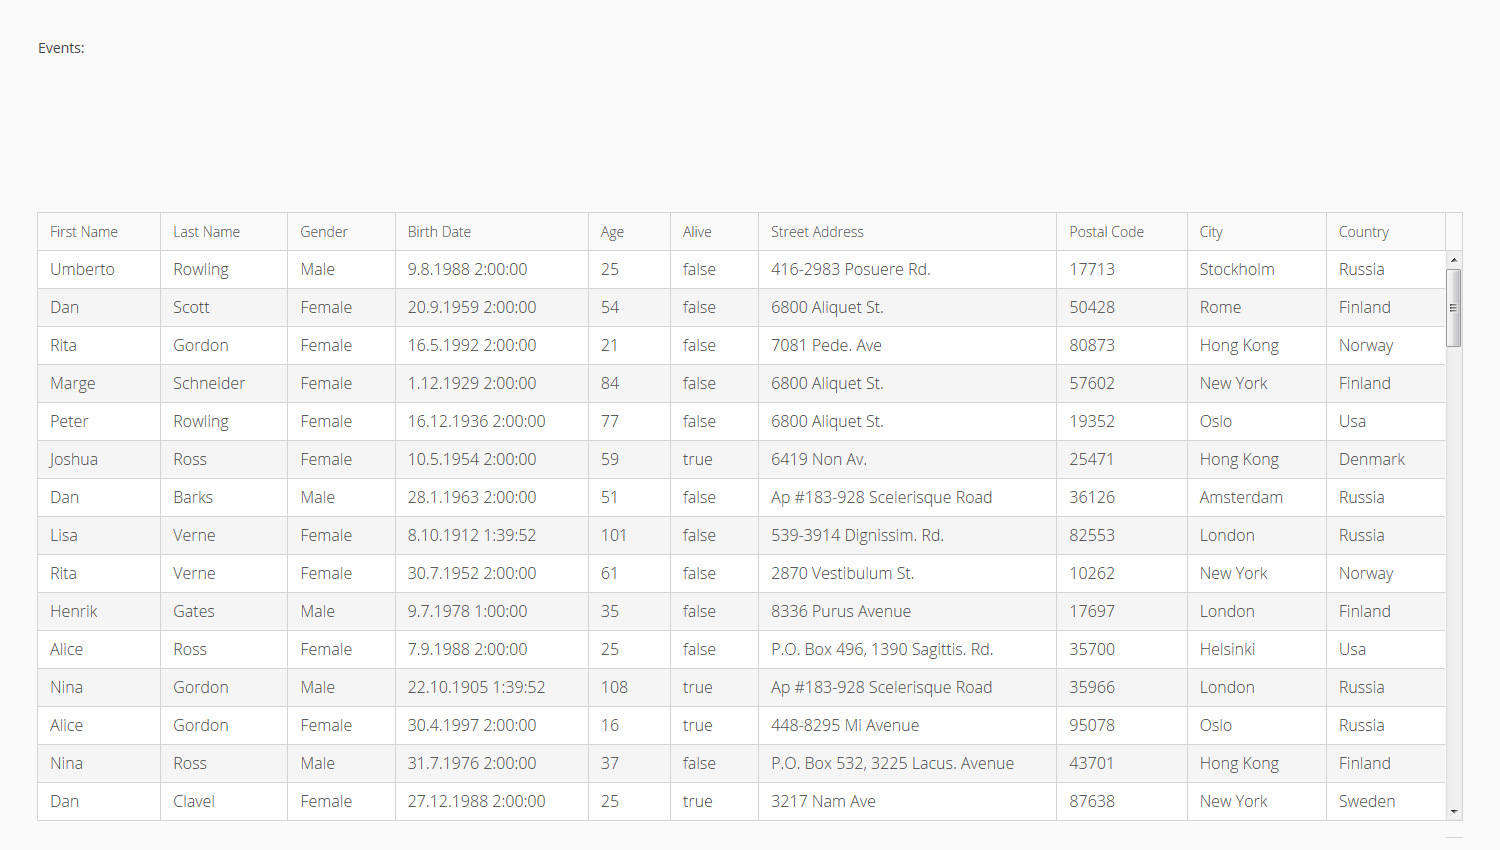 Events:
First Name Last Name Gender Birth Date Age Alive Street Address Postal Code City Country
Umberto Rowling Male 9.8.1988 2:00:00 25 false 416-2983 Posuere Rd. 17713 Stockholm Russia
Dan Scott Female 20.9.1959 2:00:00 54 false 6800 Aliquet St. 50428 Rome Finland
Rita Gordon Female 16.5.1992 2:00:00 21 false 7081 Pede. Ave 80873 Hong Kong Norway
Marge Schneider Female 1.12.1929 2:00:00 84 false 6800 Aliquet St. 57602 New York Finland
Peter Rowling Female 16.12.1936 2:00:00 77 false 6800 Aliquet St. 19352 Oslo Usa
Joshua Ross Female 10.5.1954 2:00:00 59 true 6419 Non Av. 25471 Hong Kong Denmark
Dan Barks Male 28.1.1963 2:00:00 51 false Ap #183-928 Scelerisque Road 36126 Amsterdam Russia
Lisa Verne Female 8.10.1912 1:39:52 101 false 539-3914 Dignissim. Rd. 82553 London Russia
Rita Verne Female 30.7.1952 2:00:00 61 false 2870 Vestibulum St. 10262 New York Norway
Henrik Gates Male 9.7.1978 1:00:00 35 false 8336 Purus Avenue 17697 London Finland
Alice Ross Female 7.9.1988 2:00:00 25 false P.O. Box 496, 1390 Sagittis. Rd. 35700 Helsinki Usa
Nina Gordon Male 22.10.1905 1:39:52 108 true Ap #183-928 Scelerisque Road 35966 London Russia
Alice Gordon Female 30.4.1997 2:00:00 16 true 448-8295 Mi Avenue 95078 Oslo Russia
Nina Ross Male 31.7.1976 2:00:00 37 false P.O. Box 532, 3225 Lacus. Avenue 43701 Hong Kong Finland
Dan Clavel Female 27.12.1988 2:00:00 25 true 3217 Nam Ave 87638 New York Sweden